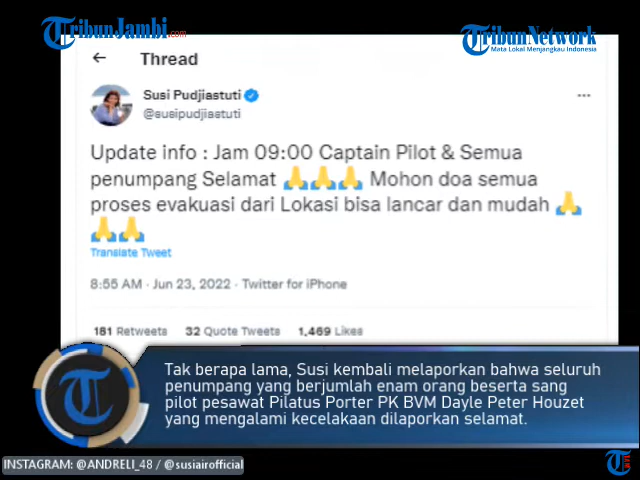 TribunJambi.com
Tribun Network
Mata Lokal Menjangkau Indonesia
Thread
Susi Pudjiastuti
@susipudjiastuti
Update info : Jam 09:00 Captain Pilot & Semua
penumpang Selamat 🙏🙏🙏 Mohon doa semua
proses evakuasi dari Lokasi bisa lancar dan mudah 🙏
🙏🙏
Translate Tweet
8:55 AM · Jun 23, 2022 · Twitter for iPhone
181 Retweets 32 Quote Tweets 1,469 Likes
Tak berapa lama, Susi kembali melaporkan bahwa seluruh
penumpang yang berjumlah enam orang beserta sang
pilot pesawat Pilatus Porter PK BVM Dayle Peter Houzet
yang mengalami kecelakaan dilaporkan selamat.
INSTAGRAM: @ANDRELI_48 / @susiairofficial